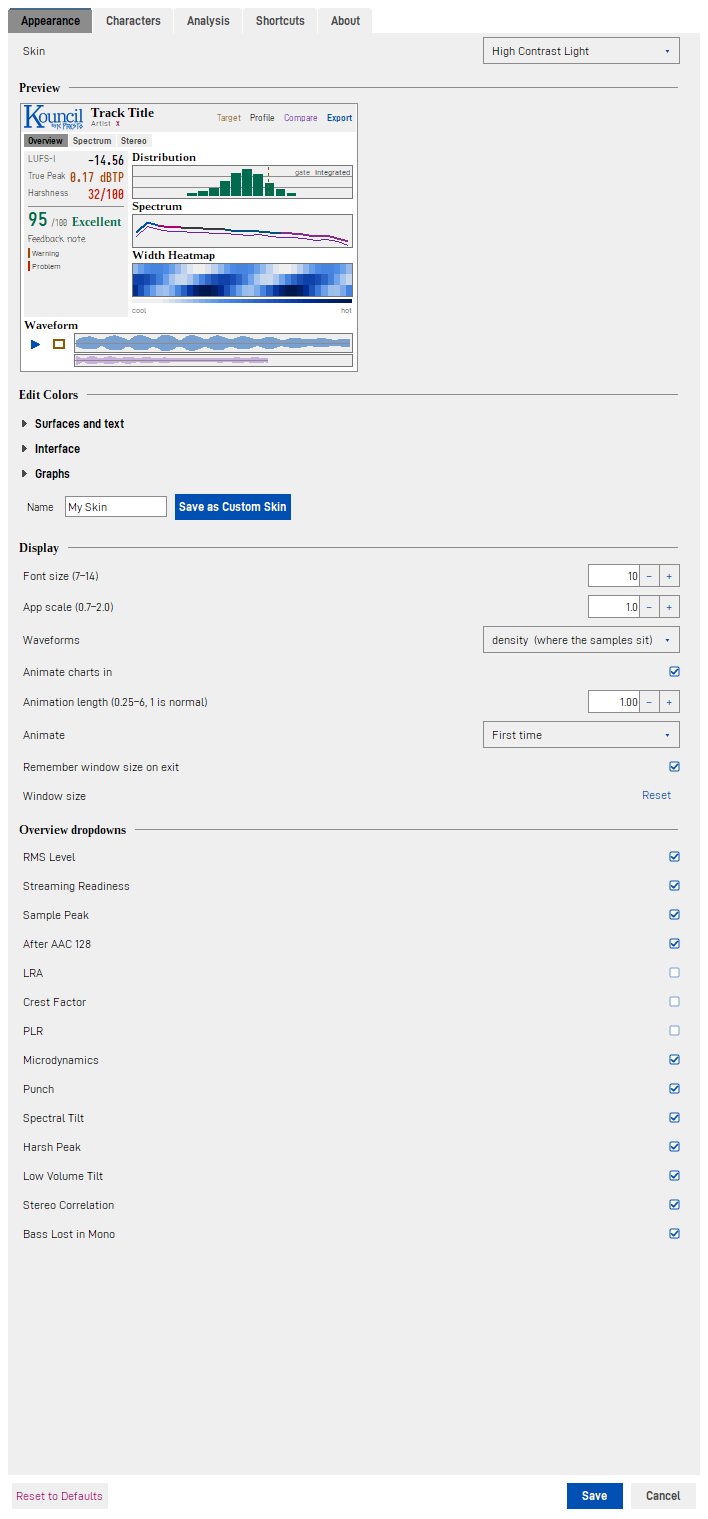 Appearance Characters Analysis Shortcuts About
Skin High Contrast Light
Preview
Kouncil Track Title
Artist X Target Profile Compare Export
Overview Spectrum Stereo
LUFS-I -14.56
True Peak 0.17 dBTP
Harshness 32/100
95 /100 Excellent
Feedback note
Warning
Problem
Distribution
gate integrated
Spectrum
Width Heatmap
cool hot
Waveform
Edit Colors
Surfaces and text
Interface
Graphs
Name My Skin Save as Custom Skin
Display
Font size (7–14) 10 − +
App scale (0.7–2.0) 1.0 − +
Waveforms density (where the samples sit)
Animate charts in
Animation length (0.25–6, 1 is normal) 1.00 − +
Animate First time
Remember window size on exit
Window size Reset
Overview dropdowns
RMS Level
Streaming Readiness
Sample Peak
After AAC 128
LRA
Crest Factor
PLR
Microdynamics
Punch
Spectral Tilt
Harsh Peak
Low Volume Tilt
Stereo Correlation
Bass Lost in Mono
Reset to Defaults Save Cancel